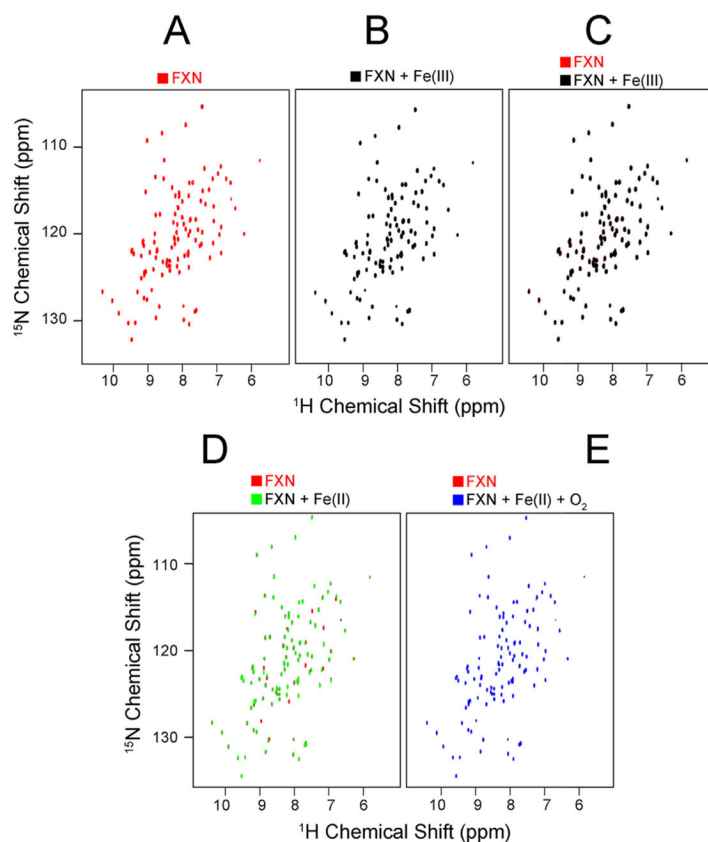 A
B
C
FXN
FXN + Fe(III)
FXN
FXN + Fe(III)
110
120
130
¹⁵N Chemical Shift (ppm)
10 9 8 7 6
10 9 8 7 6
10 9 8 7 6
¹H Chemical Shift (ppm)
D
E
FXN
FXN + Fe(II)
FXN
FXN + Fe(II) + O₂
110
120
130
¹⁵N Chemical Shift (ppm)
10 9 8 7 6
10 9 8 7 6
¹H Chemical Shift (ppm)